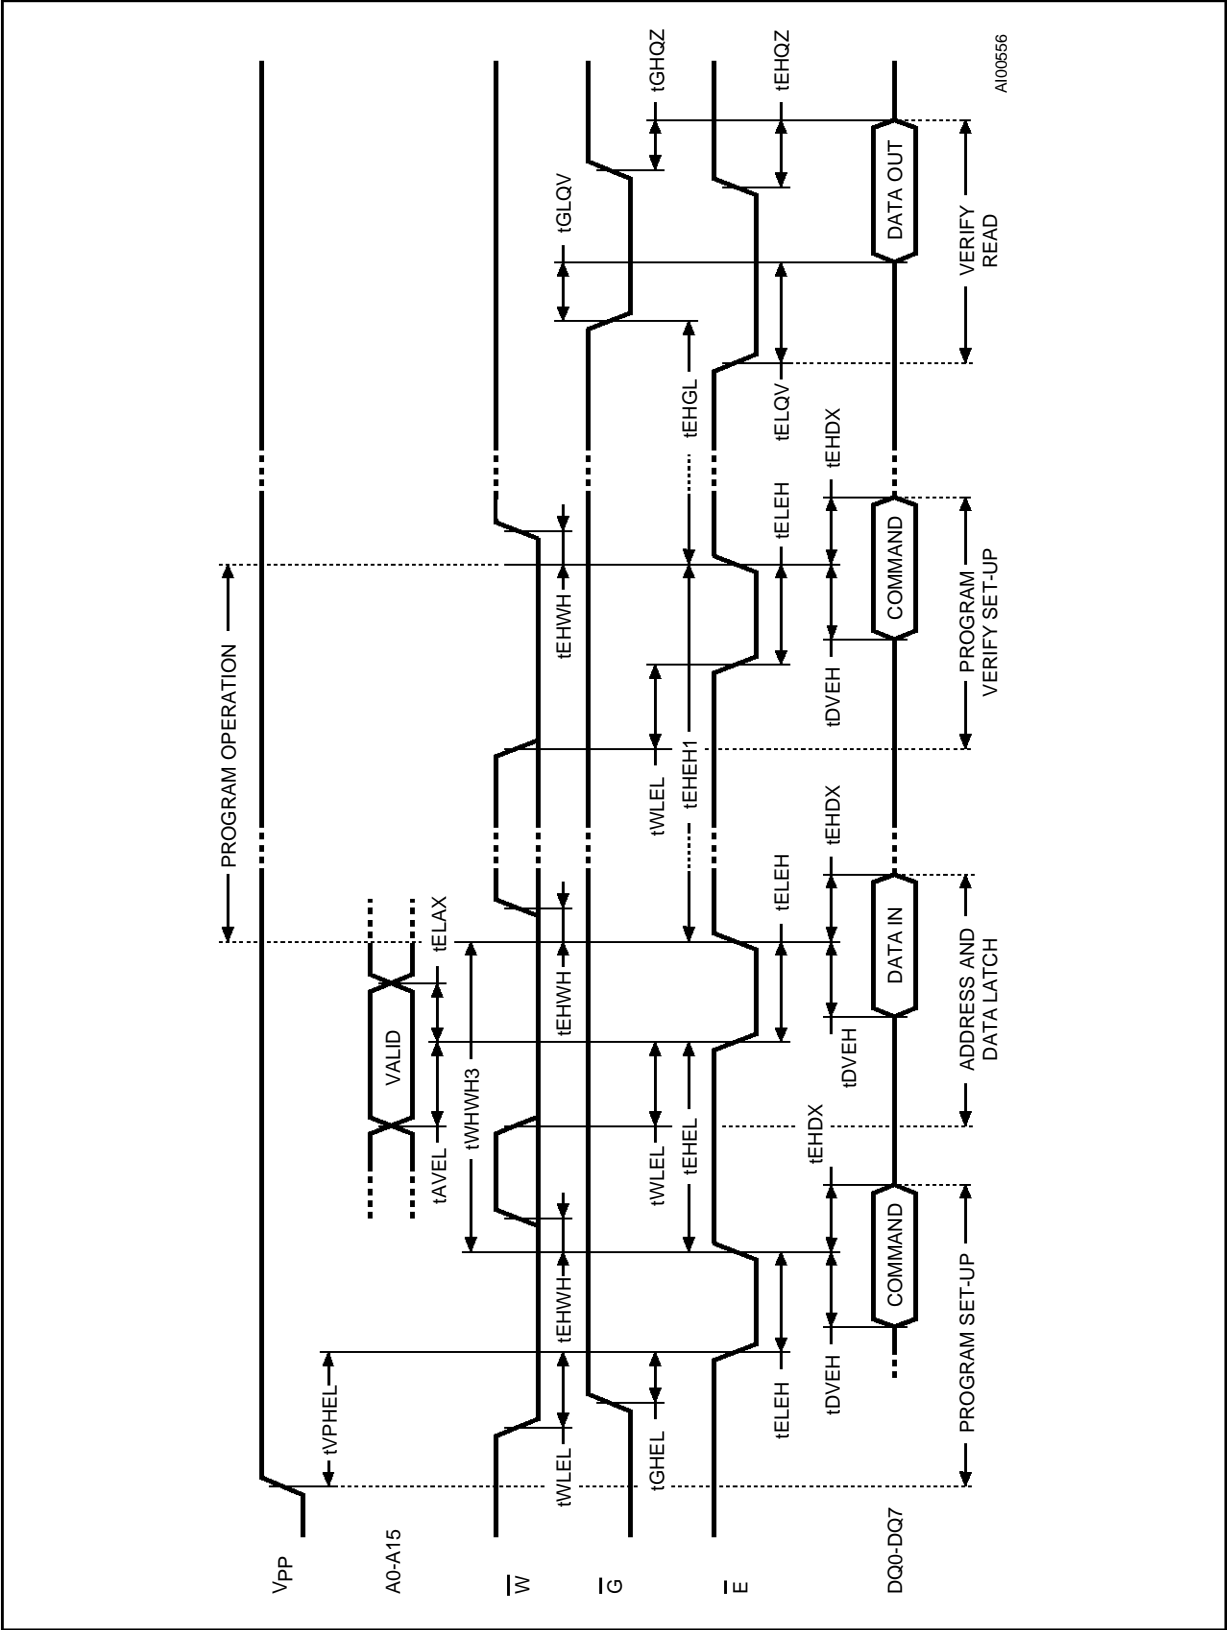 PROGRAM OPERATION
VPP
tVPHEL
A0-A15
VALID
tAVEL
tELAX
tWHWH3
W
tWLEL
tEHWH
tEHWH
tEHWH
tGLQV
G
tGHEL
tWLEL
tWLEL
tGHQZ
tEHEL
tEHEH1
tEHGL
E
tELEH
tELEH
tELEH
tELQV
tEHQZ
tDVEH
tEHDX
tDVEH
tEHDX
tDVEH
tEHDX
DQ0-DQ7
COMMAND
DATA IN
COMMAND
DATA OUT
PROGRAM SET-UP
ADDRESS AND
DATA LATCH
PROGRAM
VERIFY SET-UP
VERIFY
READ
AI00556